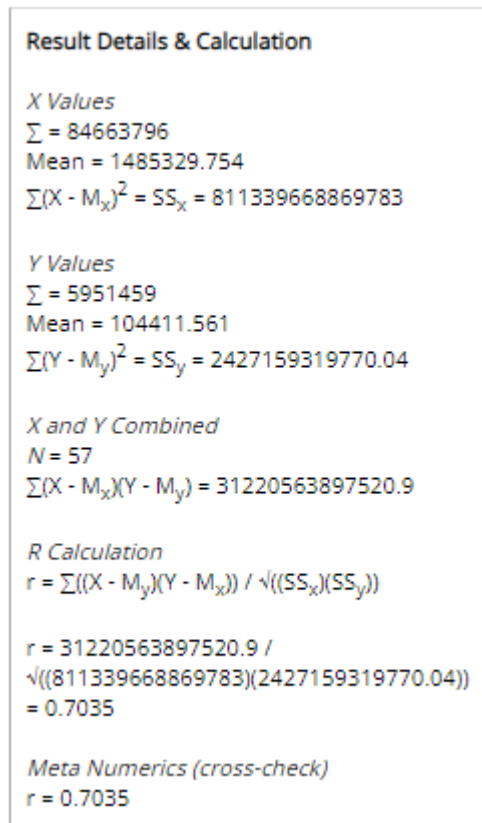 Result Details & Calculation
X Values
∑ = 84663796
Mean = 1485329.754
∑(X - Mx)2 = SSx = 811339668869783
Y Values
∑ = 5951459
Mean = 104411.561
∑(Y - My)2 = SSy = 2427159319770.04
X and Y Combined
N = 57
∑(X - Mx)(Y - My) = 31220563897520.9
R Calculation
r = ∑((X - My)(Y - Mx)) / √((SSx)(SSy))
r = 31220563897520.9 /
√((811339668869783)(2427159319770.04))
= 0.7035
Meta Numerics (cross-check)
r = 0.7035